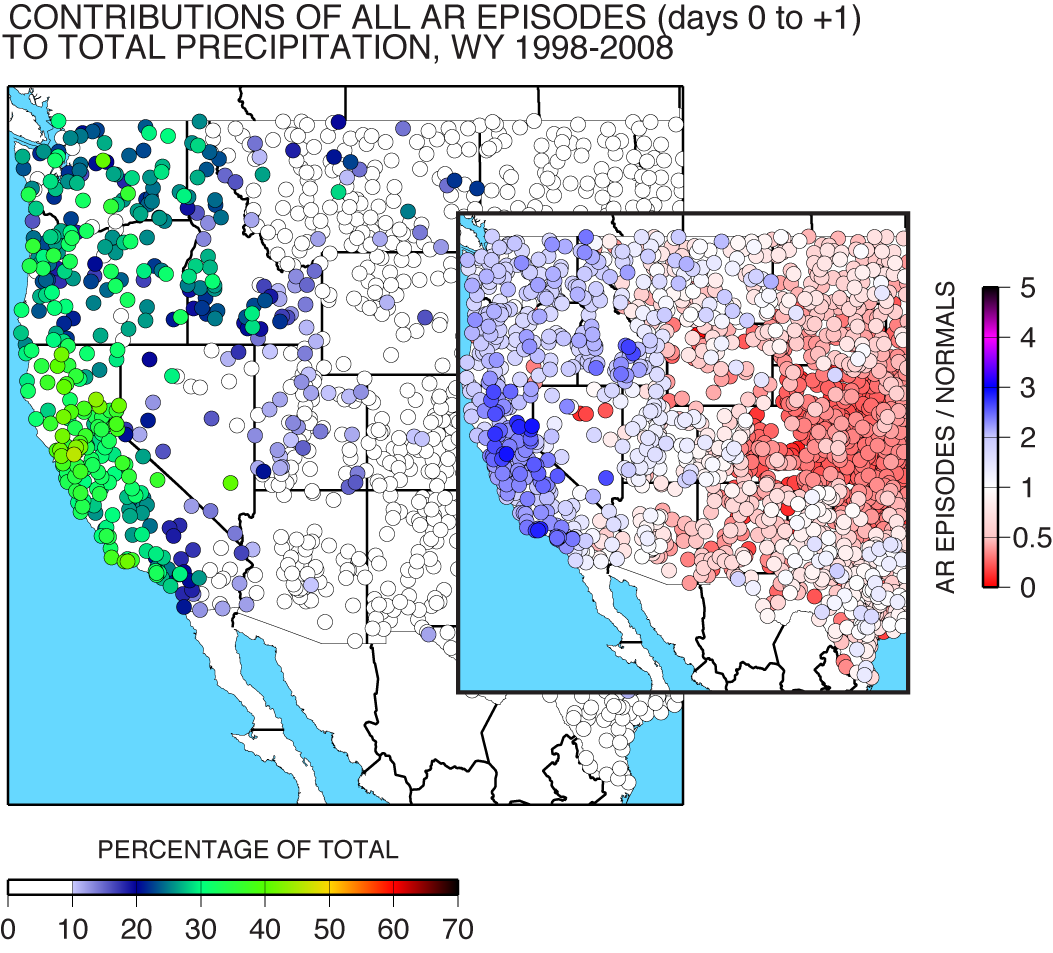 CONTRIBUTIONS OF ALL AR EPISODES (days 0 to +1)
TO TOTAL PRECIPITATION, WY 1998-2008
5
4
3
2
1
0.5
0
AR EPISODES / NORMALS
PERCENTAGE OF TOTAL
0 10 20 30 40 50 60 70